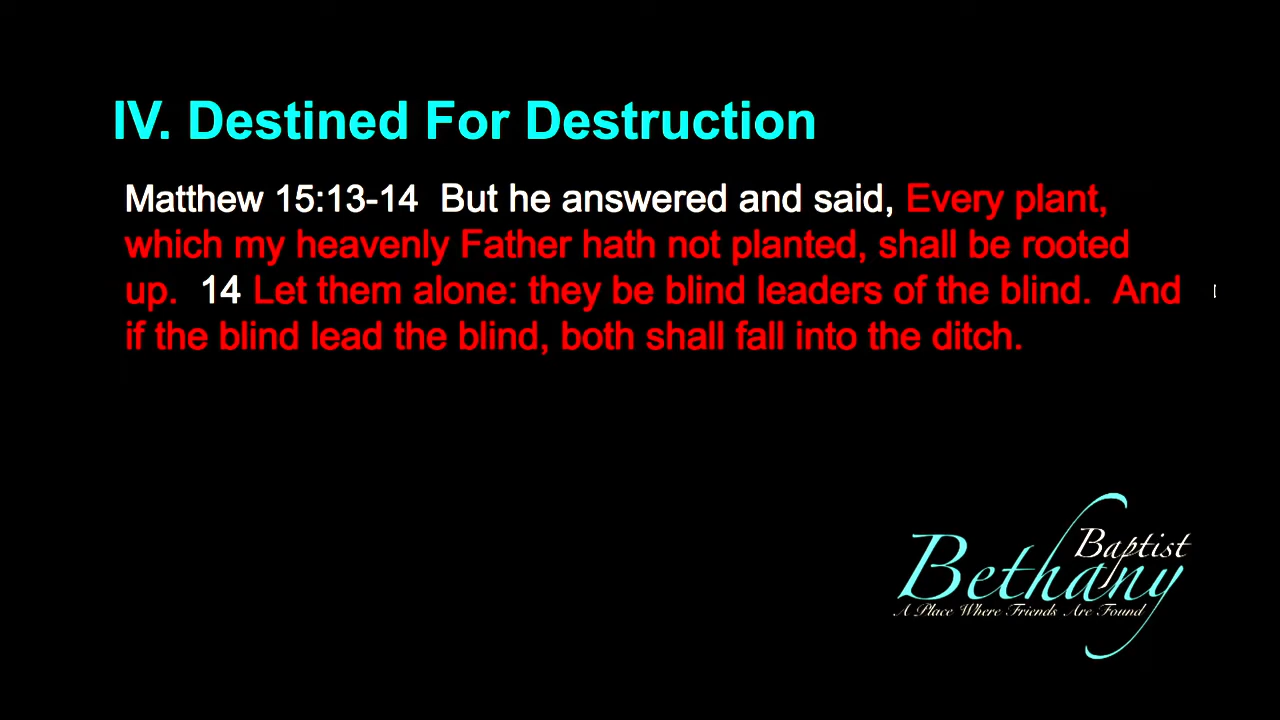 IV. Destined For Destruction
Matthew 15:13-14  But he answered and said, Every plant,
which my heavenly Father hath not planted, shall be rooted
up.  14 Let them alone: they be blind leaders of the blind.  And
if the blind lead the blind, both shall fall into the ditch.
Baptist
Bethany
A Place Where Friends Are Found